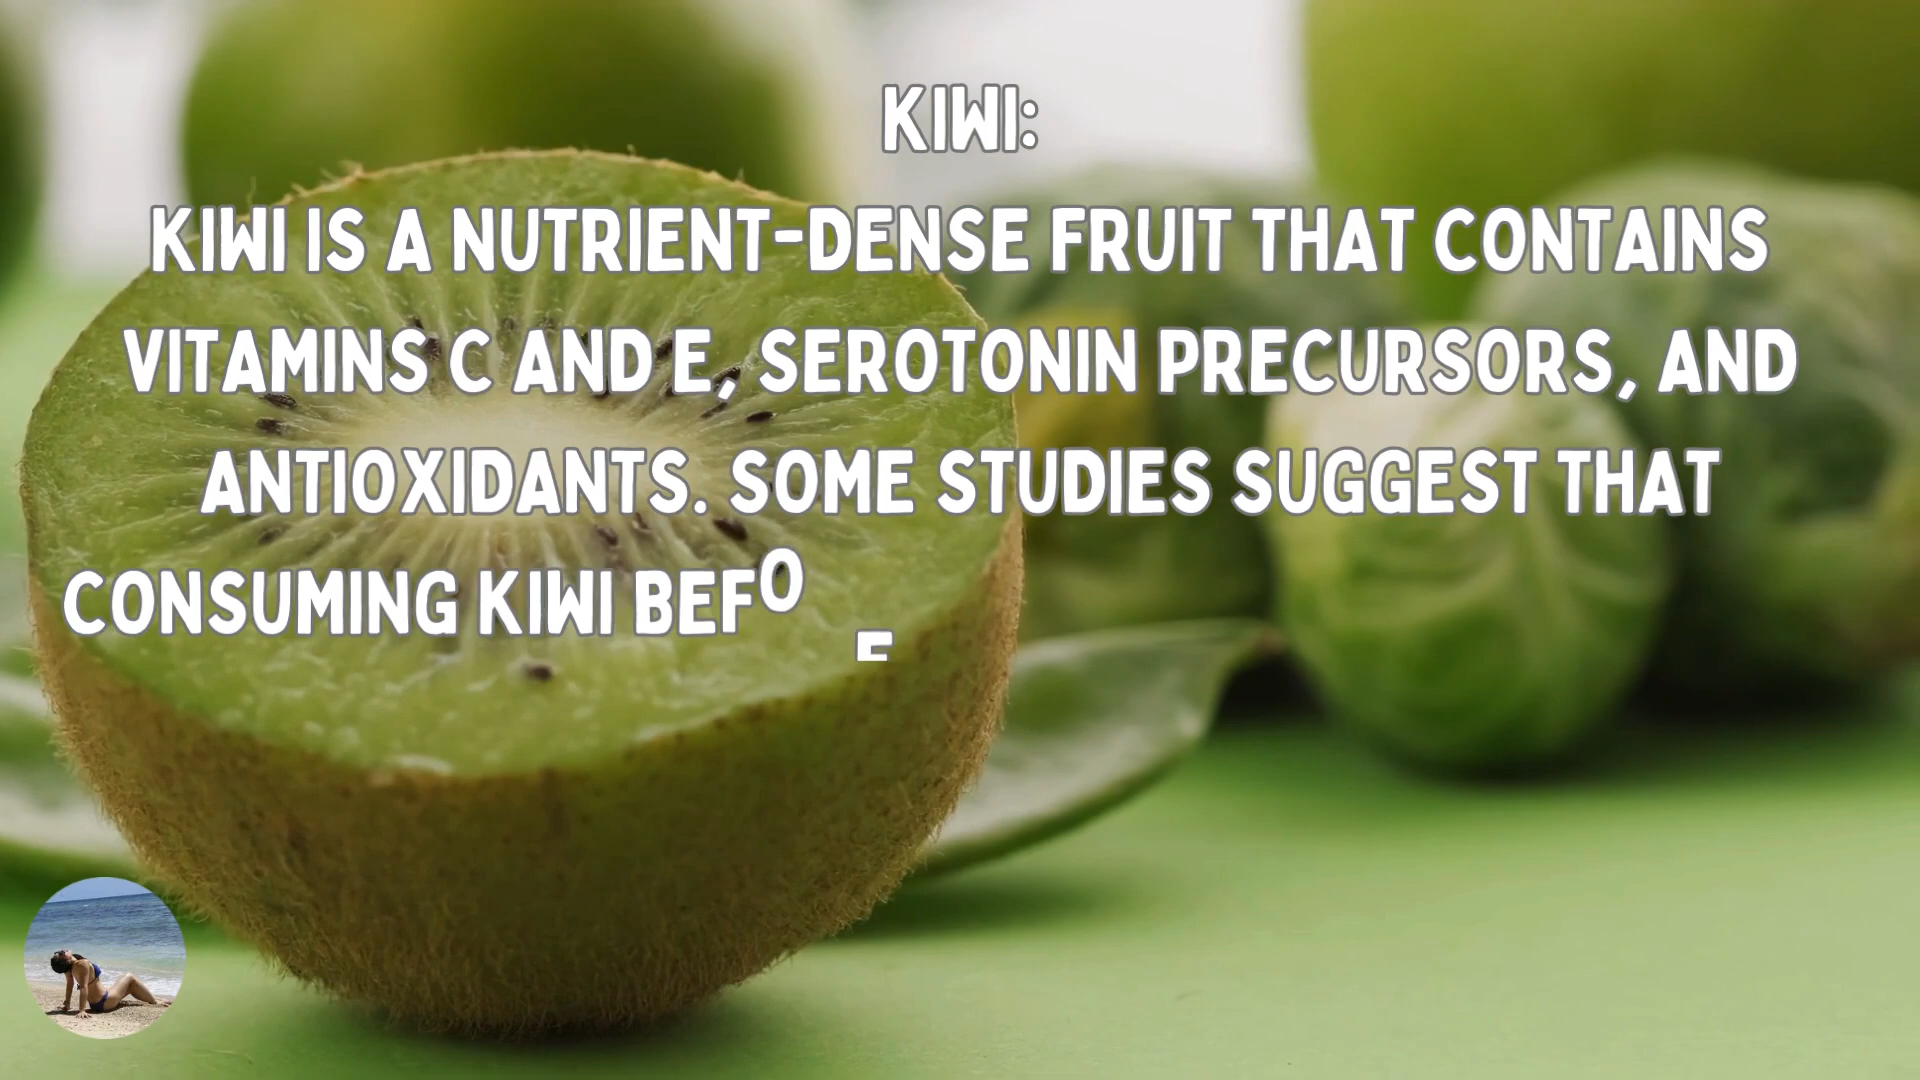 KIWI:
KIWI IS A NUTRIENT-DENSE FRUIT THAT CONTAINS
VITAMINS C AND E, SEROTONIN PRECURSORS, AND
ANTIOXIDANTS. SOME STUDIES SUGGEST THAT
CONSUMING KIWI BEFO